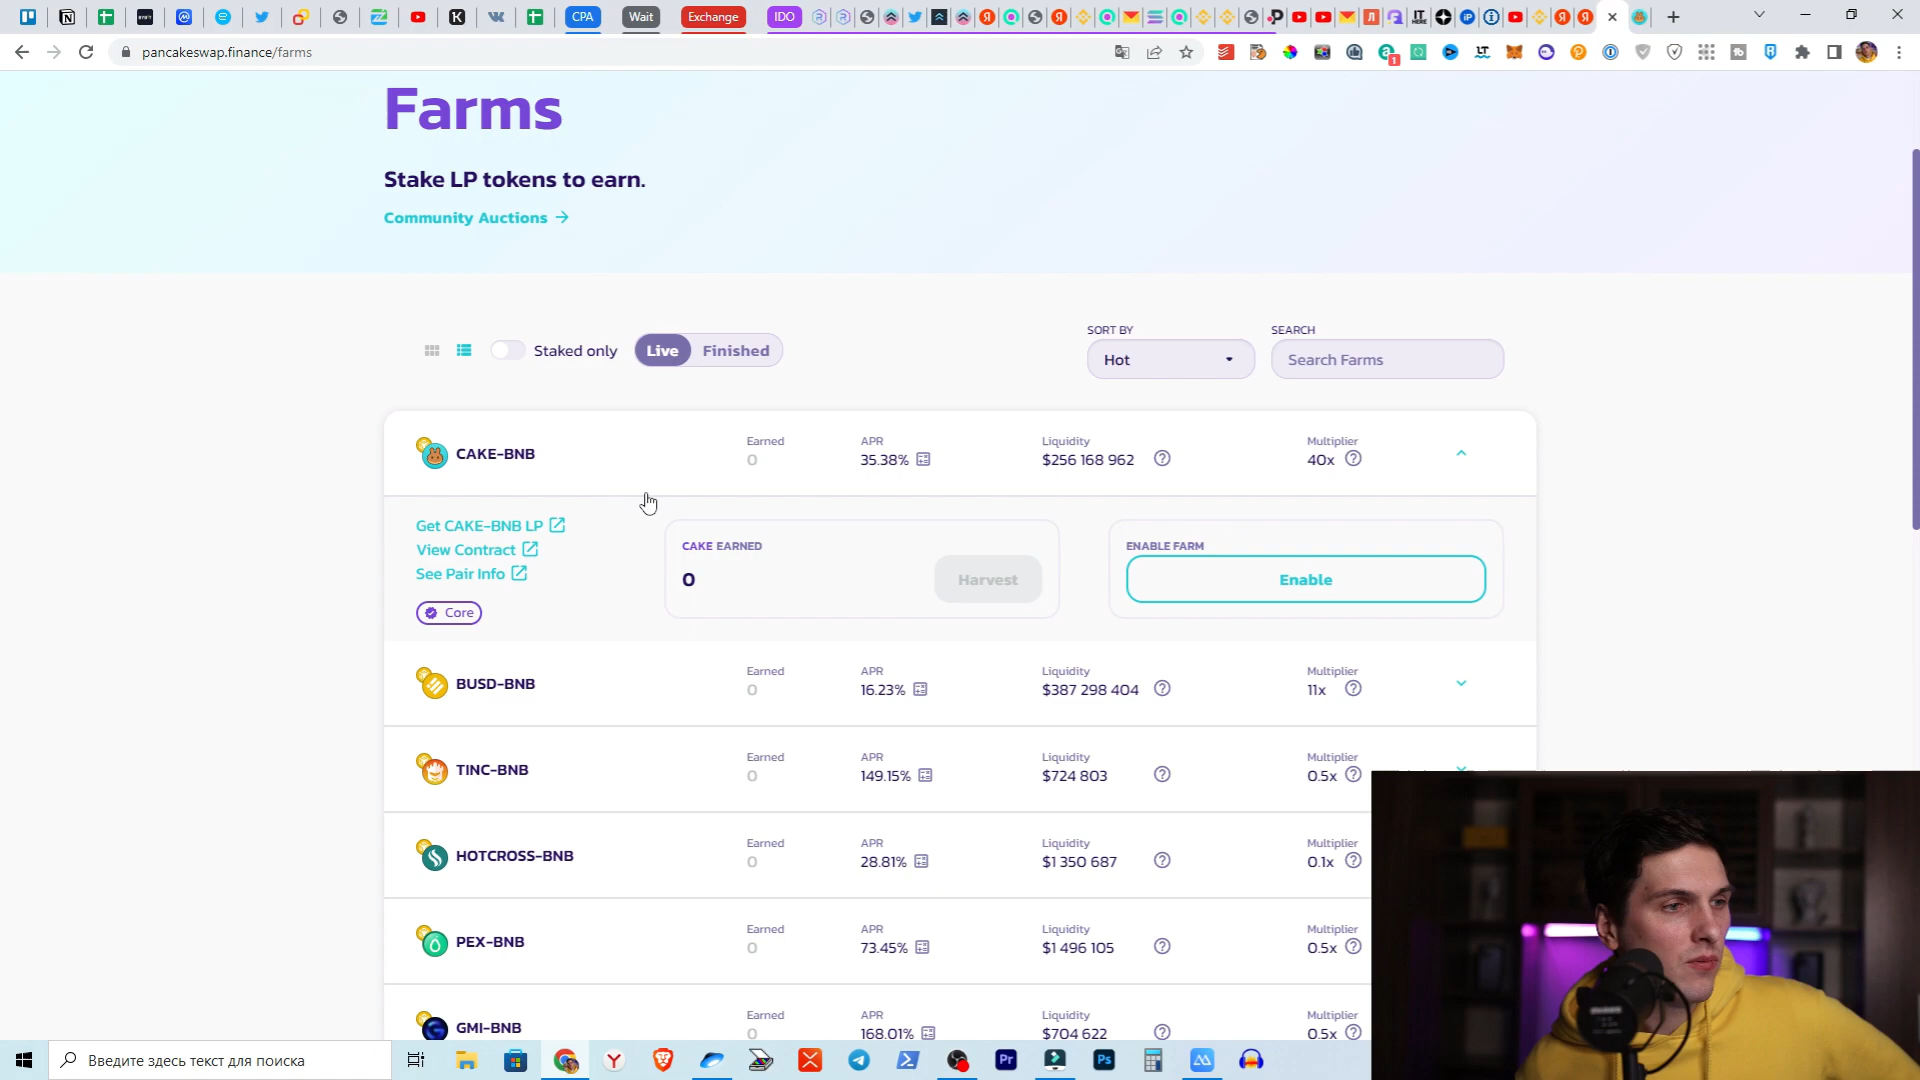 CPA
Wait
Exchange
IDO
pancakeswap.finance/farms
1
Farms
Stake LP tokens to earn.
Community Auctions
Staked only
Live
Finished
SORT BY
Hot
SEARCH
Search Farms
CAKE-BNB
Earned
0
APR
35.38%
Liquidity
$256 168 962
Multiplier
40x
Get CAKE-BNB LP
View Contract
See Pair Info
Core
CAKE EARNED
0
Harvest
ENABLE FARM
Enable
BUSD-BNB
Earned
0
APR
16.23%
Liquidity
$387 298 404
Multiplier
11x
TINC-BNB
Earned
0
APR
149.15%
Liquidity
$724 803
Multiplier
0.5x
HOTCROSS-BNB
Earned
0
APR
28.81%
Liquidity
$1 350 687
Multiplier
0.1x
PEX-BNB
Earned
0
APR
73.45%
Liquidity
$1 496 105
Multiplier
0.5x
GMI-BNB
Earned
0
APR
168.01%
Liquidity
$704 622
Multiplier
0.5x
Введите здесь текст для поиска
Pr
Ps